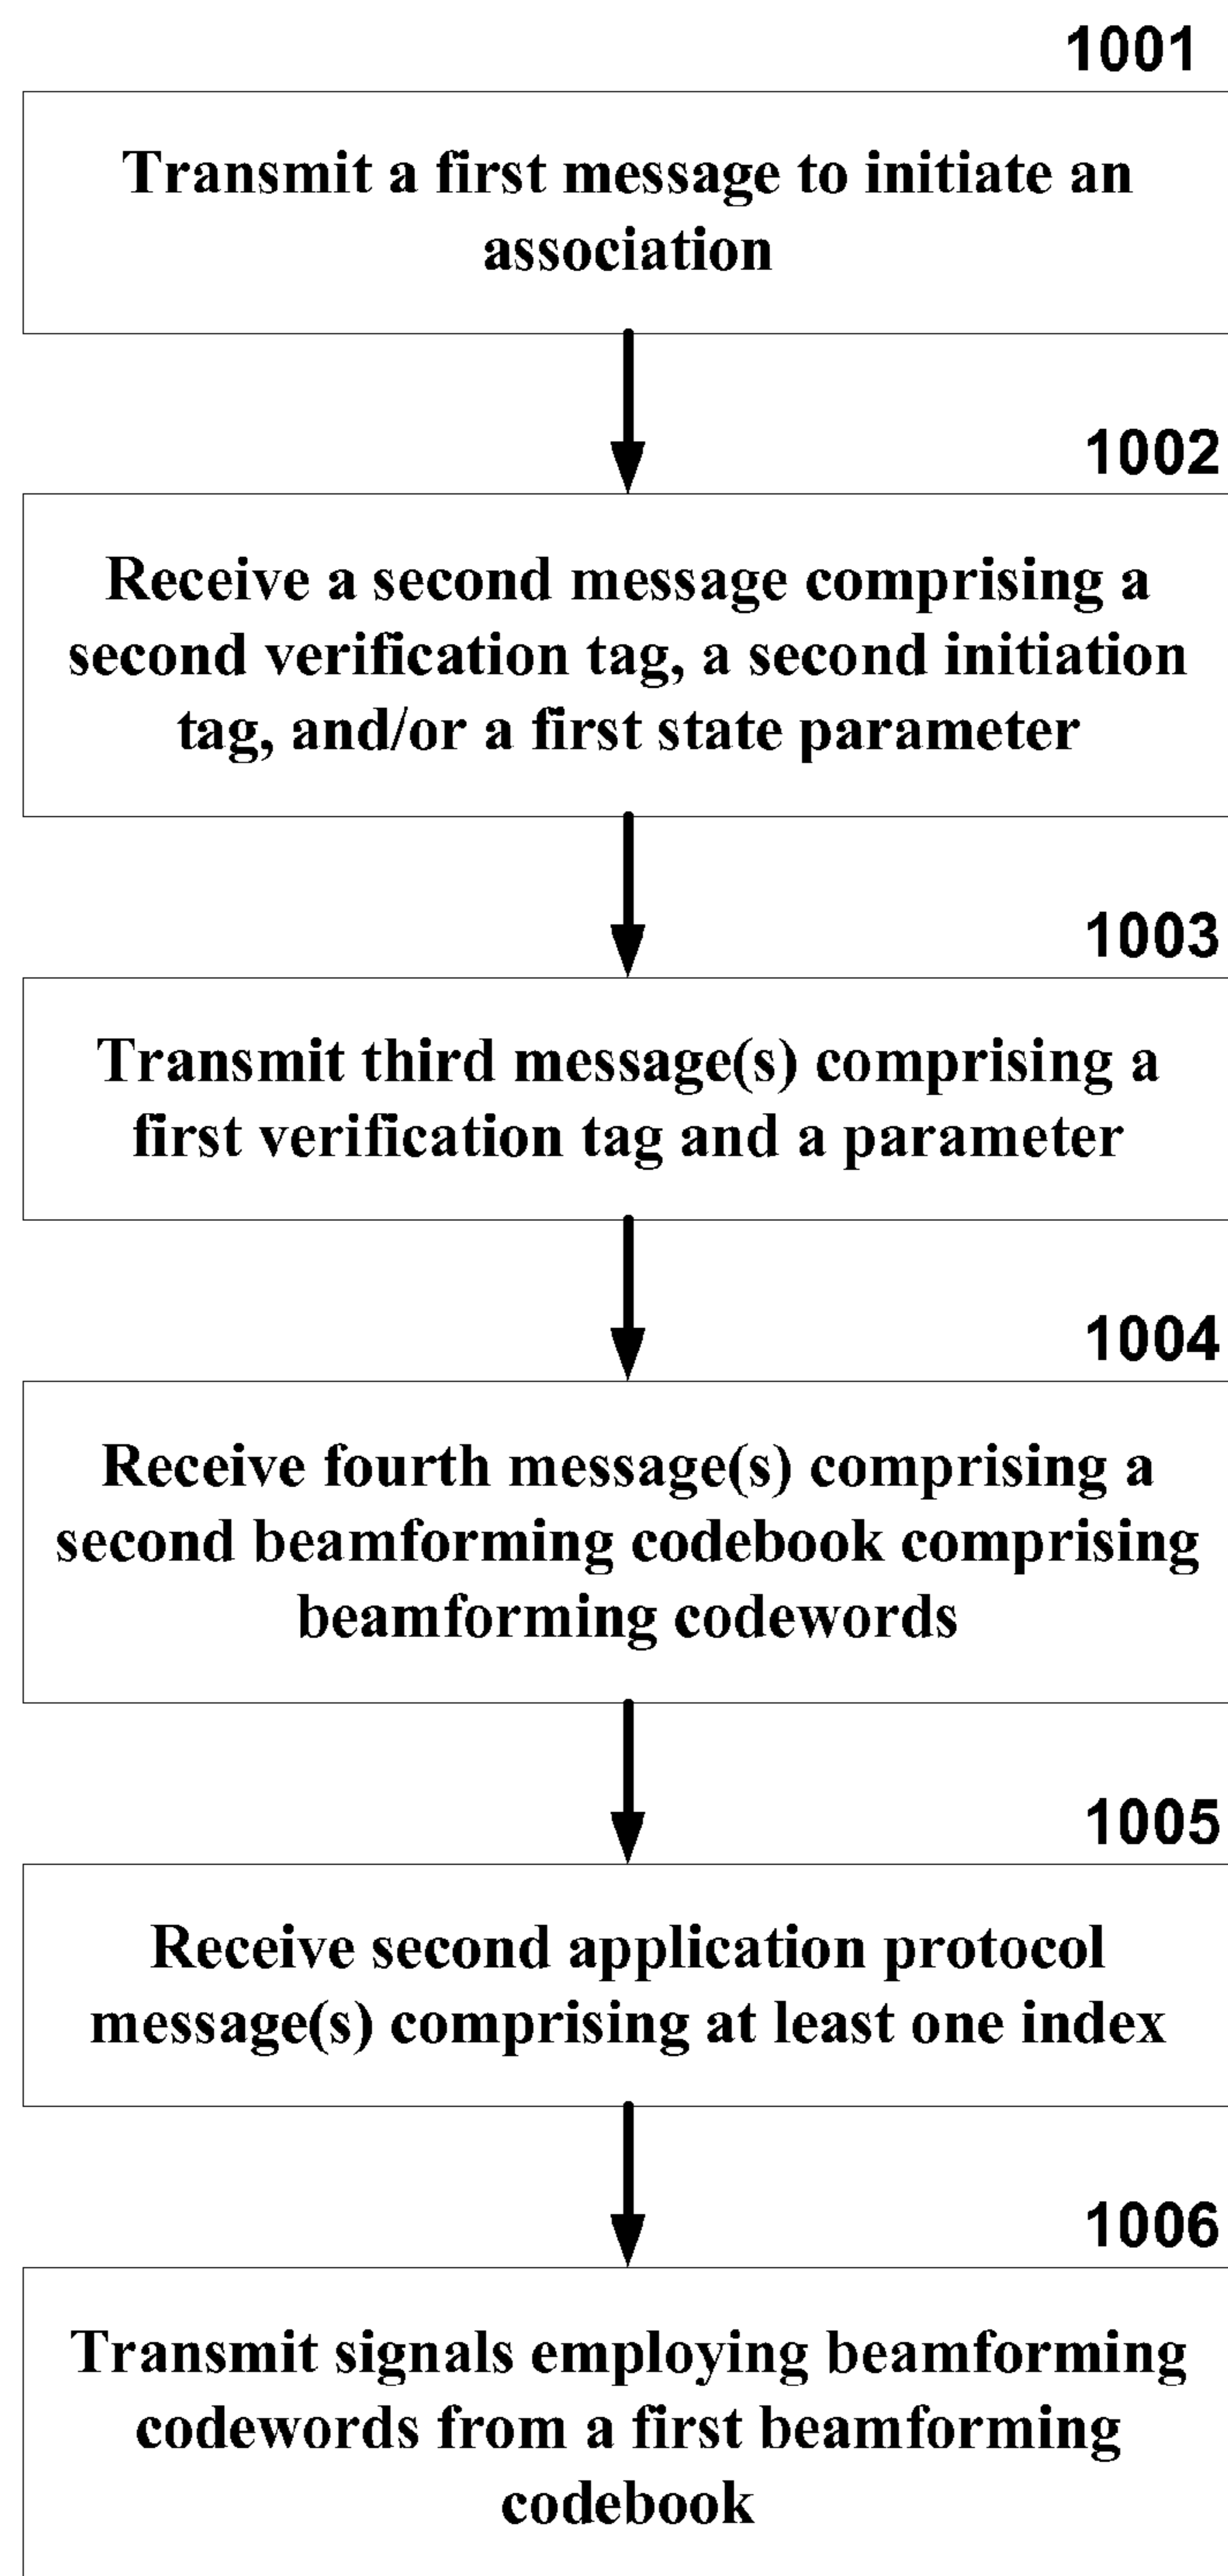 1001
Transmit a first message to initiate an
association
1002
Receive a second message comprising a
second verification tag, a second initiation
tag, and/or a first state parameter
1003
Transmit third message(s) comprising a
first verification tag and a parameter
1004
Receive fourth message(s) comprising a
second beamforming codebook comprising
beamforming codewords
1005
Receive second application protocol
message(s) comprising at least one index
1006
Transmit signals employing beamforming
codewords from a first beamforming
codebook